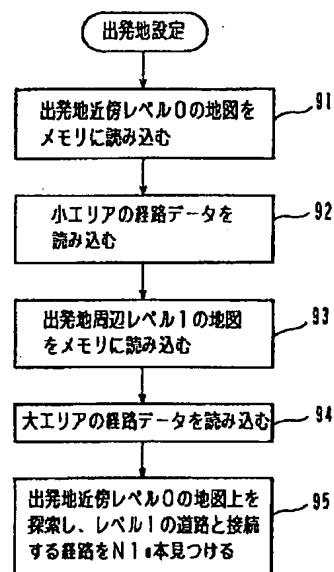 出発地設定
出発地近傍レベル0の地図を
メモリに読み込む
91
小エリアの経路データを
読み込む
92
出発地周辺レベル1の地図
をメモリに読み込む
93
大エリアの経路データを読み込む
94
出発地近傍レベル0の地図上を
探索し、レベル1の道路と接続
する経路をN1s本見つける
95